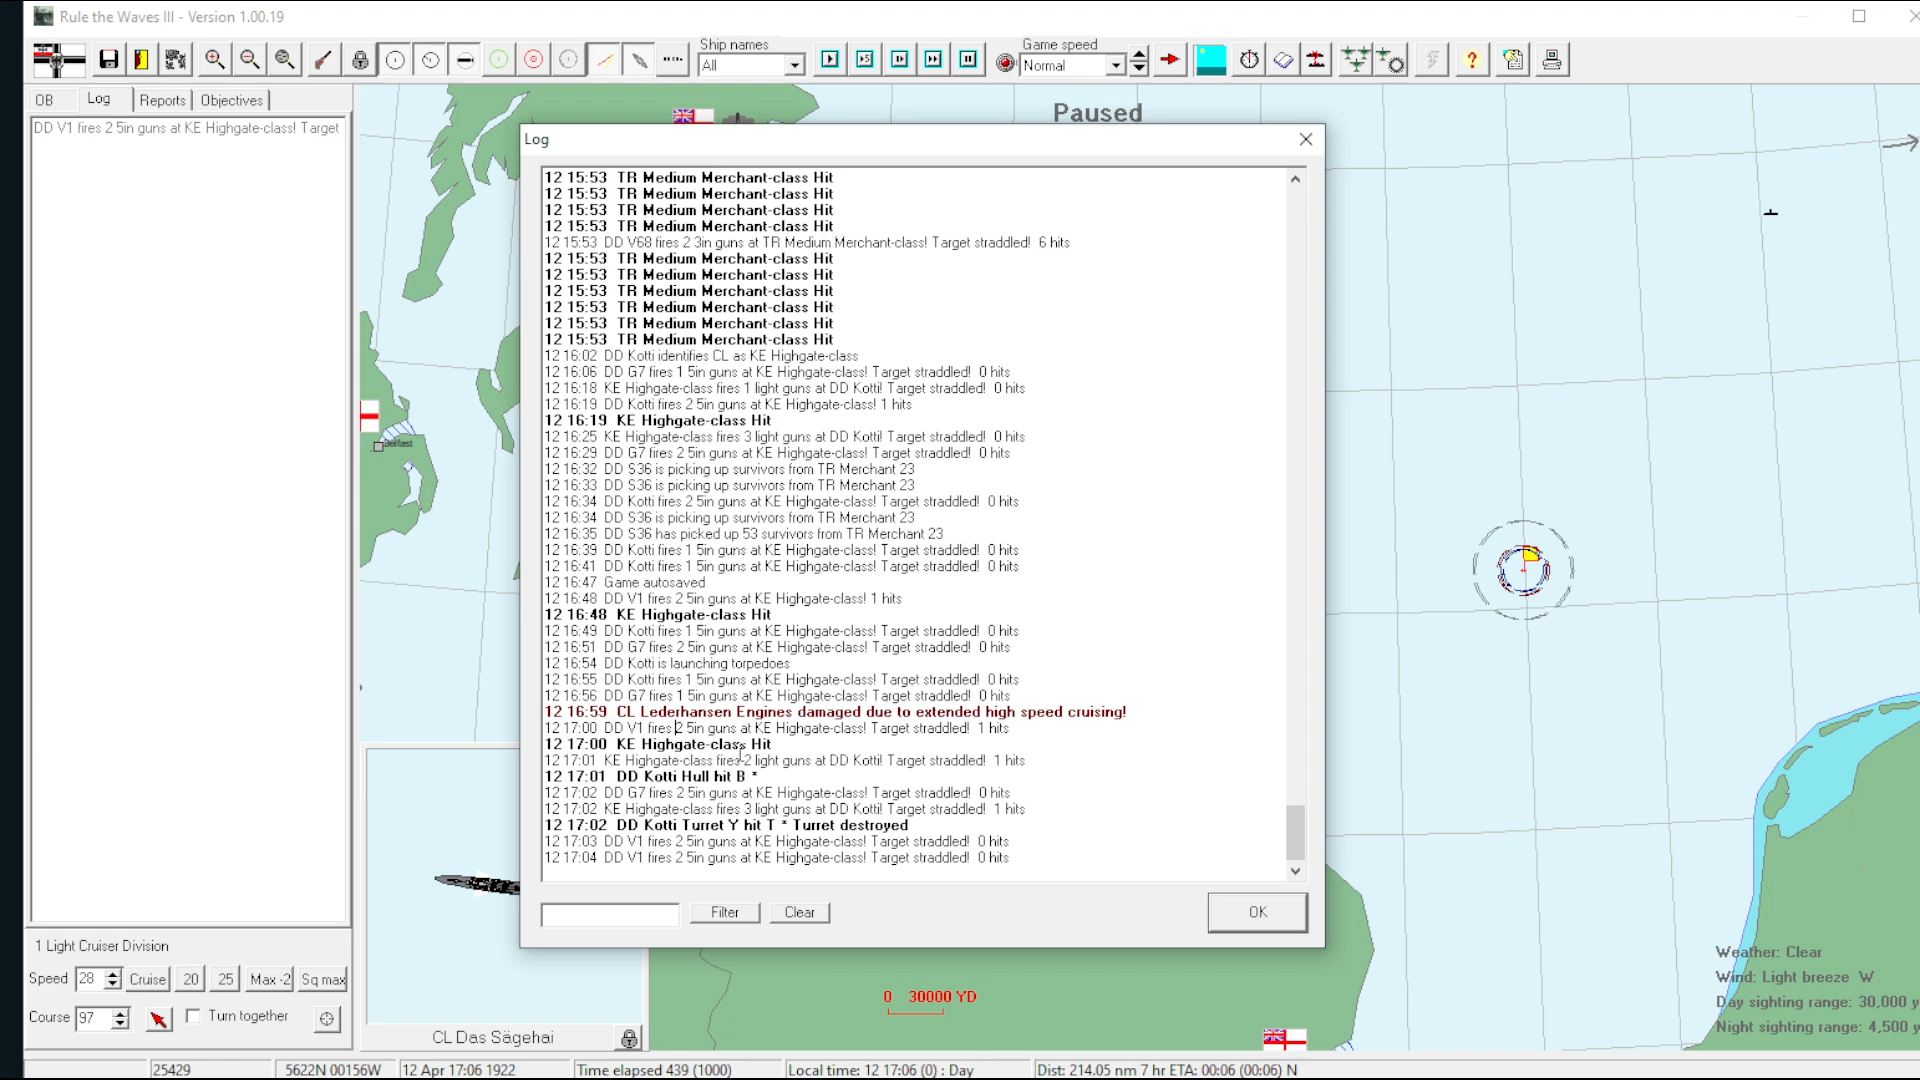 Rule the Waves III - Version 1.00.19
Ship names
All
Game speed
Normal
OB
Log
Reports
Objectives
DD V1 fires 2 5in guns at KE Highgate-class! Target
Paused
Log
12 15:53 TR Medium Merchant-class Hit
12 15:53 TR Medium Merchant-class Hit
12 15:53 TR Medium Merchant-class Hit
12 15:53 TR Medium Merchant-class Hit
12 15:53 DD V68 fires 2 3in guns at TR Medium Merchant-class! Target straddled! 6 hits
12 15:53 TR Medium Merchant-class Hit
12 15:53 TR Medium Merchant-class Hit
12 15:53 TR Medium Merchant-class Hit
12 15:53 TR Medium Merchant-class Hit
12 15:53 TR Medium Merchant-class Hit
12 15:53 TR Medium Merchant-class Hit
12 16:02 DD Kotti identifies CL as KE Highgate-class
12 16:06 DD G7 fires 1 5in guns at KE Highgate-class! Target straddled! 0 hits
12 16:18 KE Highgate-class fires 1 light guns at DD Kotti! Target straddled! 0 hits
12 16:19 DD Kotti fires 2 5in guns at KE Highgate-class! 1 hits
12 16:19 KE Highgate-class Hit
12 16:25 KE Highgate-class fires 3 light guns at DD Kotti! Target straddled! 0 hits
12 16:29 DD G7 fires 2 5in guns at KE Highgate-class! Target straddled! 0 hits
12 16:32 DD S36 is picking up survivors from TR Merchant 23
12 16:33 DD S36 is picking up survivors from TR Merchant 23
12 16:34 DD Kotti fires 2 5in guns at KE Highgate-class! Target straddled! 0 hits
12 16:34 DD S36 is picking up survivors from TR Merchant 23
12 16:35 DD S36 has picked up 53 survivors from TR Merchant 23
12 16:39 DD Kotti fires 1 5in guns at KE Highgate-class! Target straddled! 0 hits
12 16:41 DD Kotti fires 1 5in guns at KE Highgate-class! Target straddled! 0 hits
12 16:47 Game autosaved
12 16:48 DD V1 fires 2 5in guns at KE Highgate-class! 1 hits
12 16:48 KE Highgate-class Hit
12 16:49 DD Kotti fires 1 5in guns at KE Highgate-class! Target straddled! 0 hits
12 16:51 DD G7 fires 2 5in guns at KE Highgate-class! Target straddled! 0 hits
12 16:54 DD Kotti is launching torpedoes
12 16:55 DD Kotti fires 1 5in guns at KE Highgate-class! Target straddled! 0 hits
12 16:56 DD G7 fires 1 5in guns at KE Highgate-class! Target straddled! 0 hits
12 16:59 CL Lederhansen Engines damaged due to extended high speed cruising!
12 17:00 DD V1 fires 2 5in guns at KE Highgate-class! Target straddled! 1 hits
12 17:00 KE Highgate-class Hit
12 17:01 KE Highgate-class fires 2 light guns at DD Kotti! Target straddled! 1 hits
12 17:01 DD Kotti Hull hit B *
12 17:02 DD G7 fires 2 5in guns at KE Highgate-class! Target straddled! 0 hits
12 17:02 KE Highgate-class fires 3 light guns at DD Kotti! Target straddled! 1 hits
12 17:02 DD Kotti Turret Y hit T * Turret destroyed
12 17:03 DD V1 fires 2 5in guns at KE Highgate-class! Target straddled! 0 hits
12 17:04 DD V1 fires 2 5in guns at KE Highgate-class! Target straddled! 0 hits
Filter
Clear
OK
Belfast
1 Light Cruiser Division
Speed 28 Cruise 20 25 Max -2 Sq max
Course 97 Turn together
CL Das Sägehai
0 30000 YD
Weather: Clear
Wind: Light breeze W
Day sighting range: 30,000 y
Night sighting range: 4,500 y
25429
5622N 00156W
12 Apr 17:06 1922
Time elapsed 439 (1000)
Local time: 12 17:06 (0) : Day
Dist: 214.05 nm 7 hr ETA: 00:06 (00:06) N